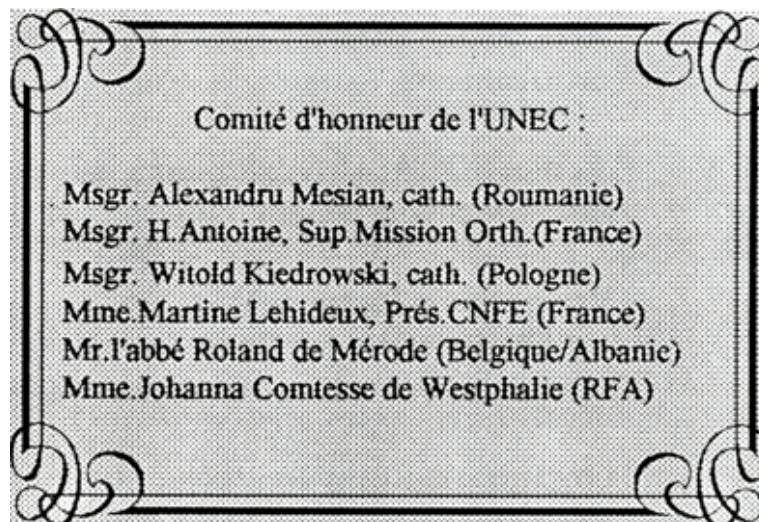 Comité d'honneur de l'UNEC :
Msgr. Alexandru Mesian, cath. (Roumanie)
Msgr. H.Antoine, Sup.Mission Orth.(France)
Msgr. Witold Kiedrowski, cath. (Pologne)
Mme.Martine Lehideux, Prés.CNFE (France)
Mr.l'abbé Roland de Mérode (Belgique/Albanie)
Mme.Johanna Comtesse de Westphalie (RFA)